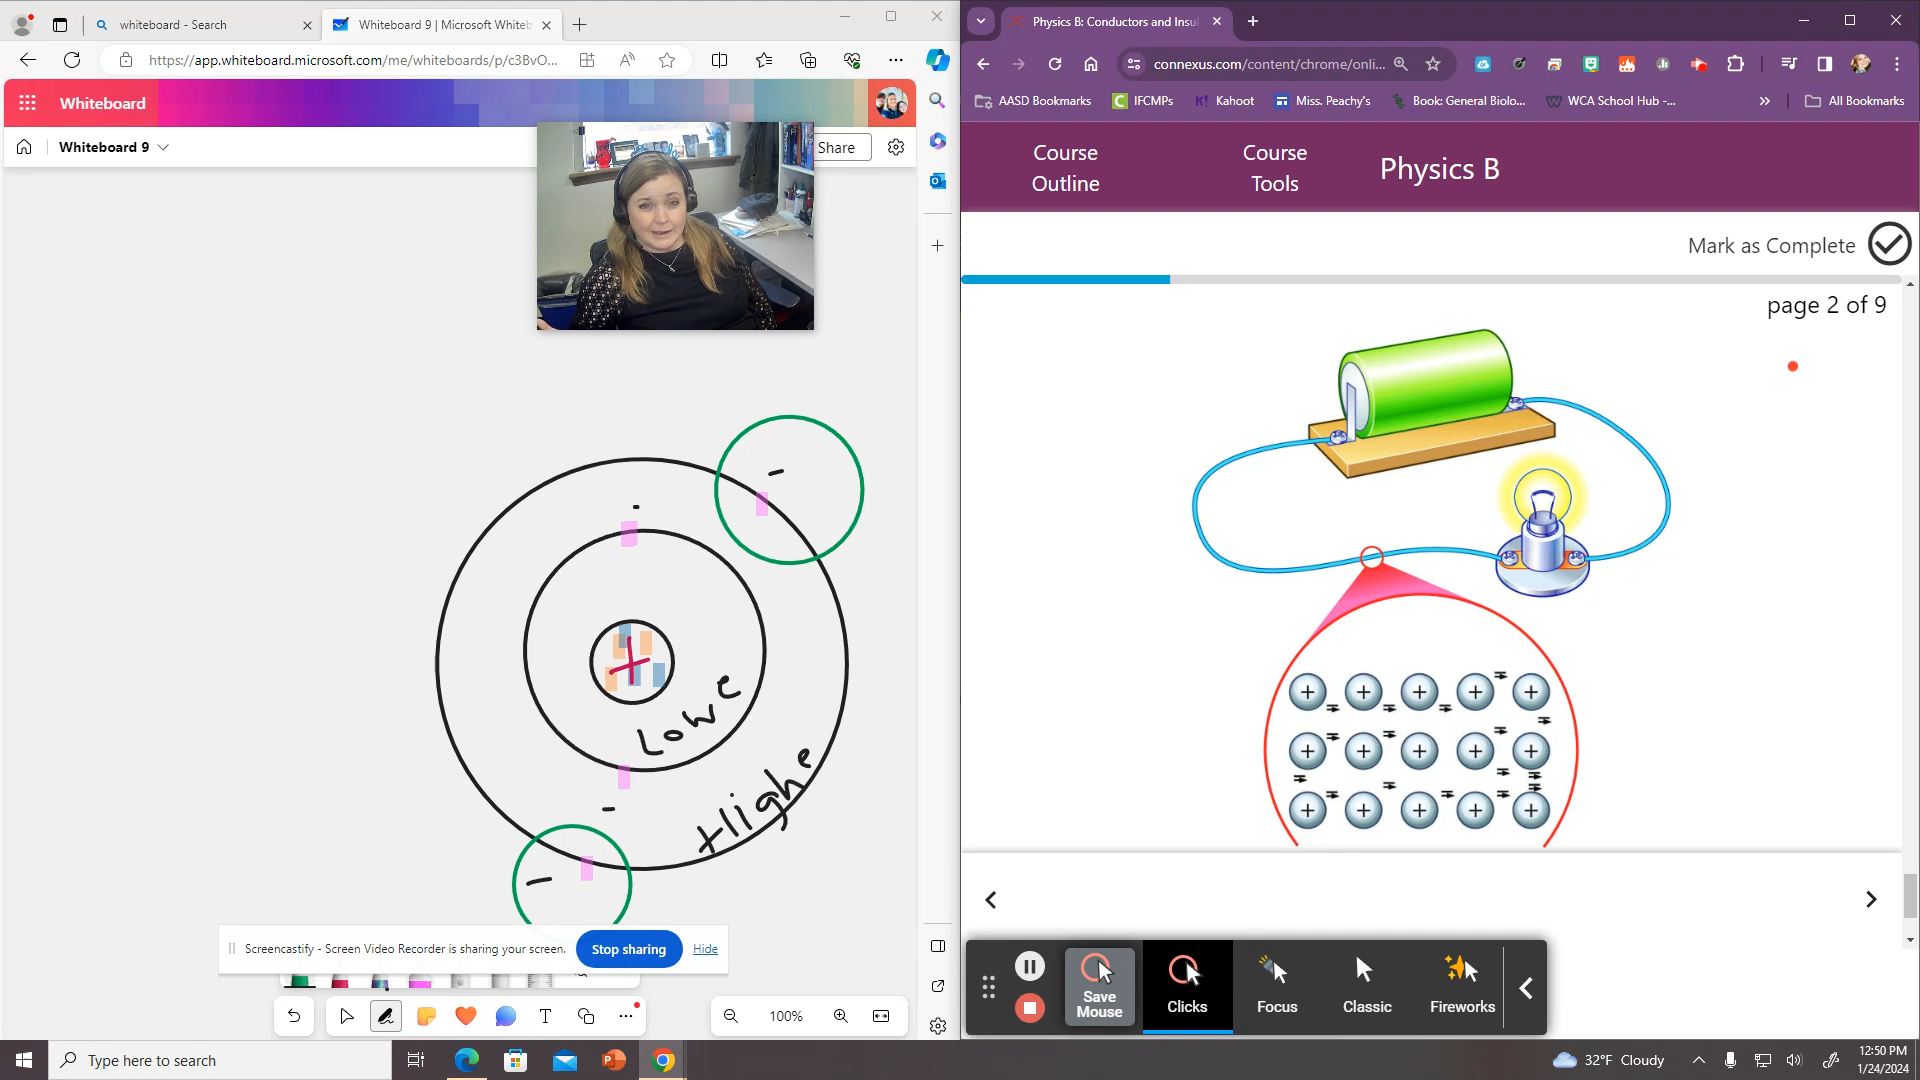 whiteboard - Search
Whiteboard 9 | Microsoft Whiteb
https://app.whiteboard.microsoft.com/me/whiteboards/p/c3BvO...
Whiteboard
Whiteboard 9
Share
-
-
-
-
+
Low e
High e
Screencastify - Screen Video Recorder is sharing your screen.
Stop sharing
Hide
100%
Physics B: Conductors and Insul
connexus.com/content/chrome/onli...
AASD Bookmarks
IFCMPs
Kahoot
Miss. Peachy's
Book: General Biolo...
WCA School Hub -...
All Bookmarks
Course
Outline
Course
Tools
Physics B
Mark as Complete
page 2 of 9
+ + + + +
+ + + + +
+ + + + +
Save
Mouse
Clicks
Focus
Classic
Fireworks
Type here to search
32°F Cloudy
12:50 PM
1/24/2024